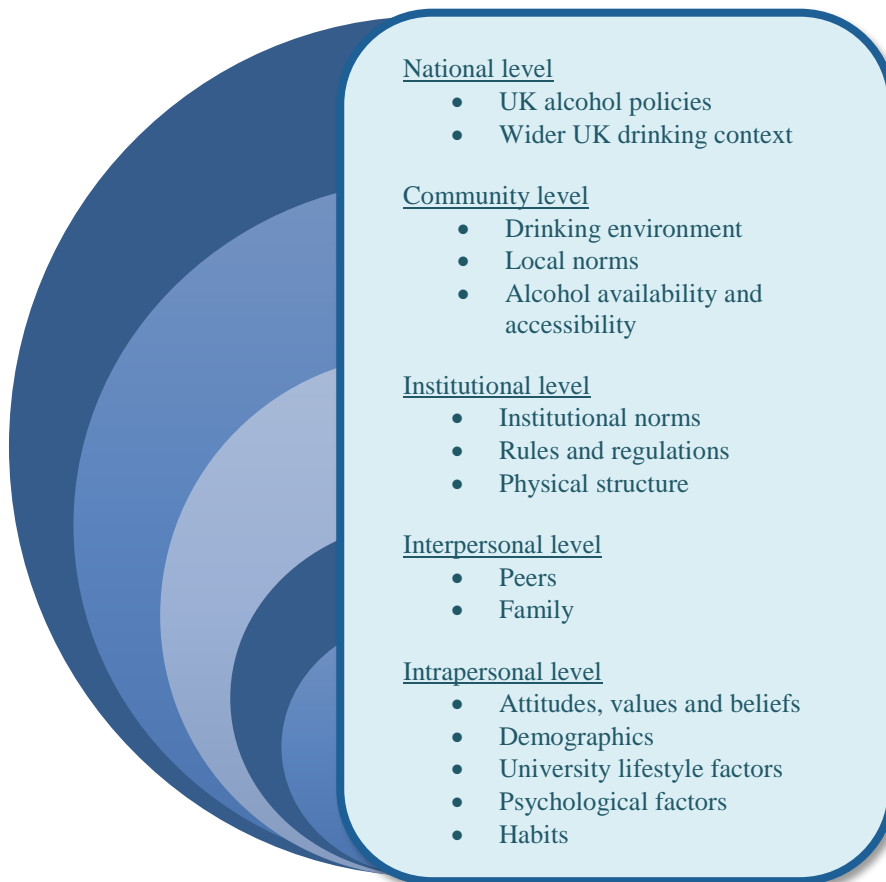 National level
• UK alcohol policies
• Wider UK drinking context
Community level
• Drinking environment
• Local norms
• Alcohol availability and
accessibility
Institutional level
• Institutional norms
• Rules and regulations
• Physical structure
Interpersonal level
• Peers
• Family
Intrapersonal level
• Attitudes, values and beliefs
• Demographics
• University lifestyle factors
• Psychological factors
• Habits